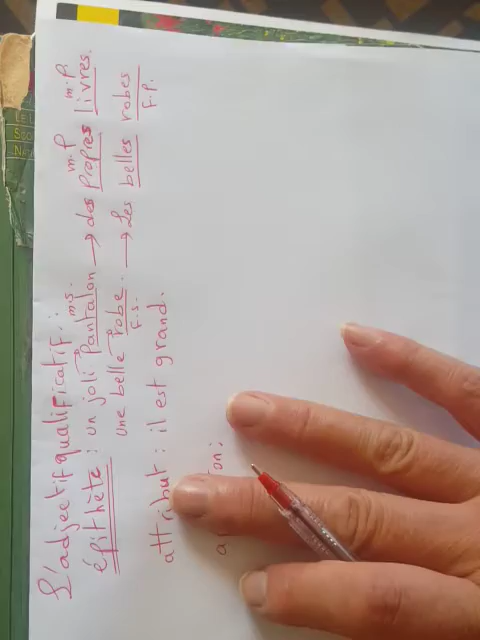 L'adjectif qualificatif :
épithète : un joli pantalon → des propres livres.
m.s. m.P m.P.
une belle robe. → Les belles robes
f.s. f.P.
attribut : il est grand.